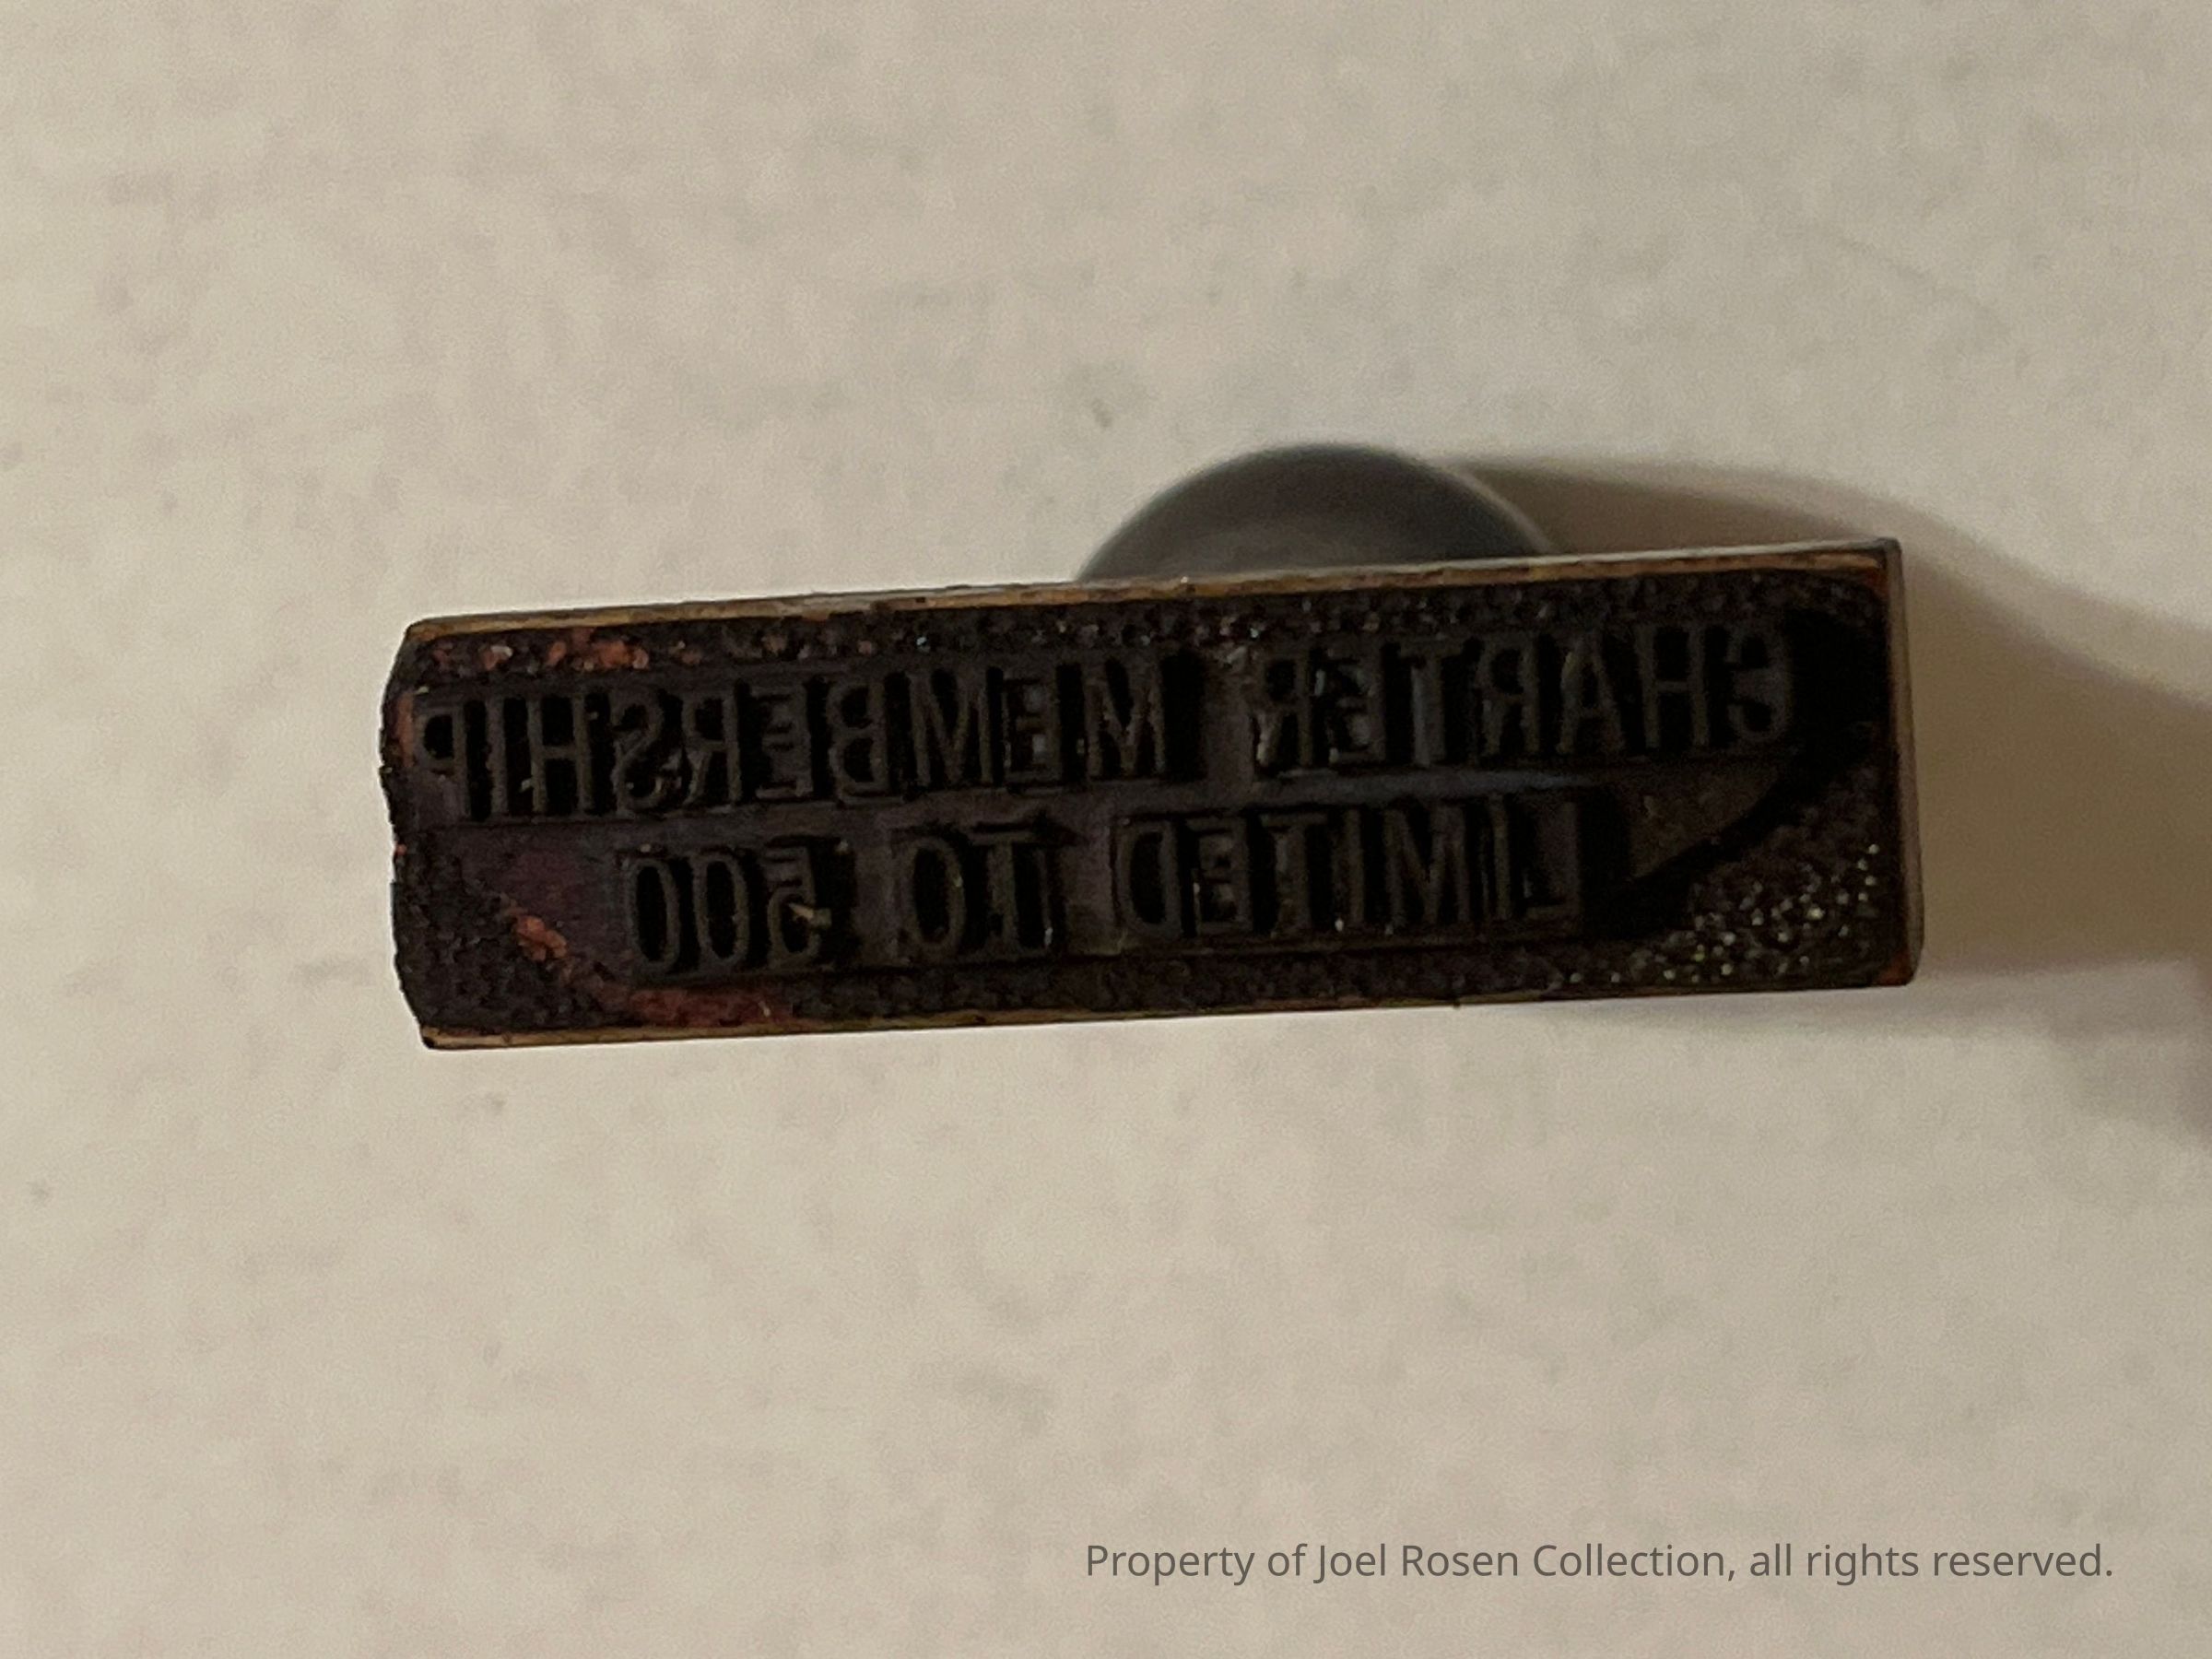 CHARTER MEMBERSHIP
LIMITED TO 500
Property of Joel Rosen Collection, all rights reserved.